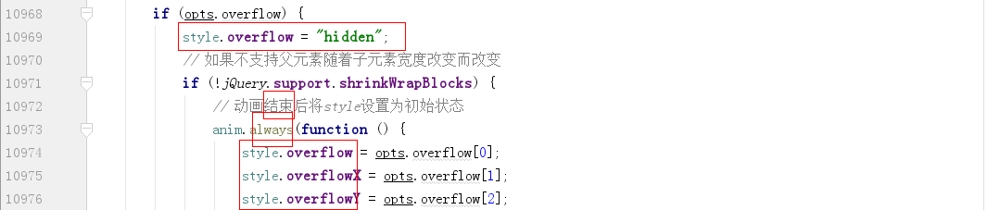 10968 if (opts.overflow) {
10969 style.overflow = "hidden";
10970 // 如果不支持父元素随着子元素宽度改变而改变
10971 if (!jQuery.support.shrinkWrapBlocks) {
10972 // 动画结束后将style设置为初始状态
10973 anim.always(function () {
10974 style.overflow = opts.overflow[0];
10975 style.overflowX = opts.overflow[1];
10976 style.overflowY = opts.overflow[2];